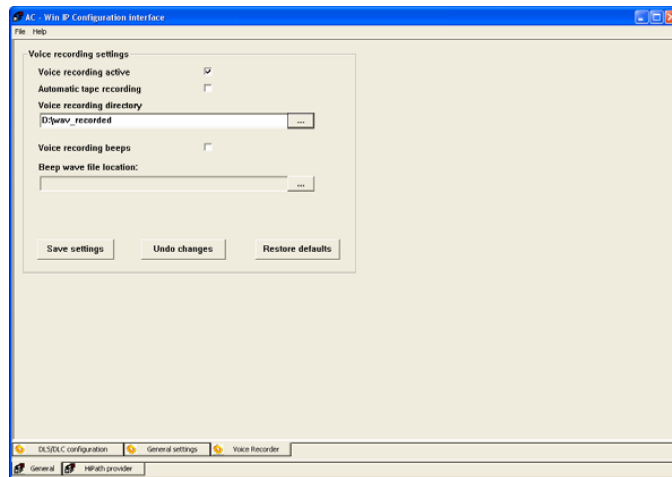 AC - Win IP Configuration interface
File Help
Voice recording settings
Voice recording active
Automatic tape recording
Voice recording directory
D:\wav_recorded
...
Voice recording beeps
Beep wave file location:
...
Save settings Undo changes Restore defaults
DLS/DLC configuration General settings Voice Recorder
General HiPath provider